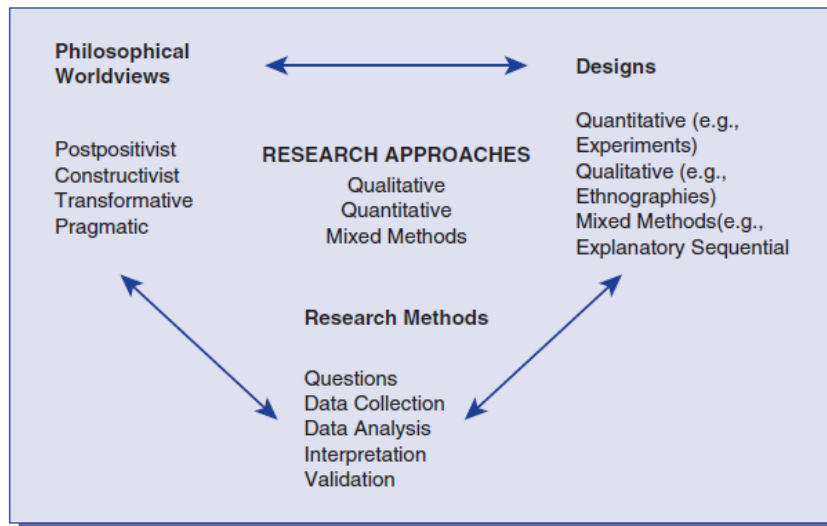 Philosophical
Worldviews
Postpositivist
Constructivist
Transformative
Pragmatic
RESEARCH APPROACHES
Qualitative
Quantitative
Mixed Methods
Designs
Quantitative (e.g.,
Experiments)
Qualitative (e.g.,
Ethnographies)
Mixed Methods(e.g.,
Explanatory Sequential
Research Methods
Questions
Data Collection
Data Analysis
Interpretation
Validation